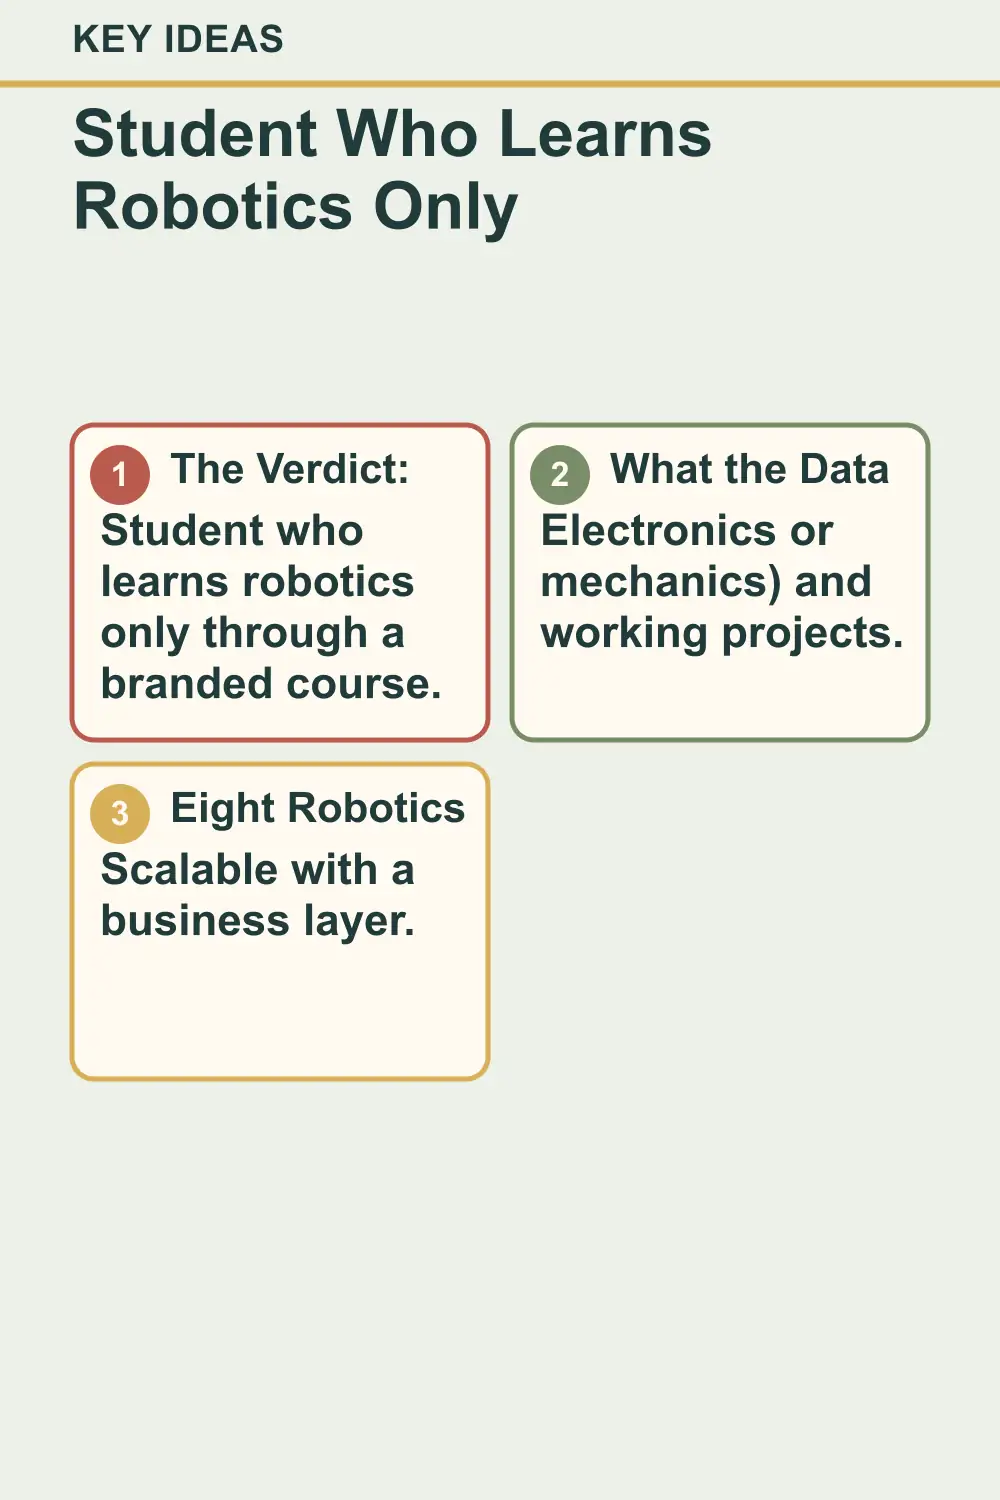 KEY IDEAS
Student Who Learns
Robotics Only
1 The Verdict:
Student who
learns robotics
only through a
branded course.
2 What the Data
Electronics or
mechanics) and
working projects.
3 Eight Robotics
Scalable with a
business layer.